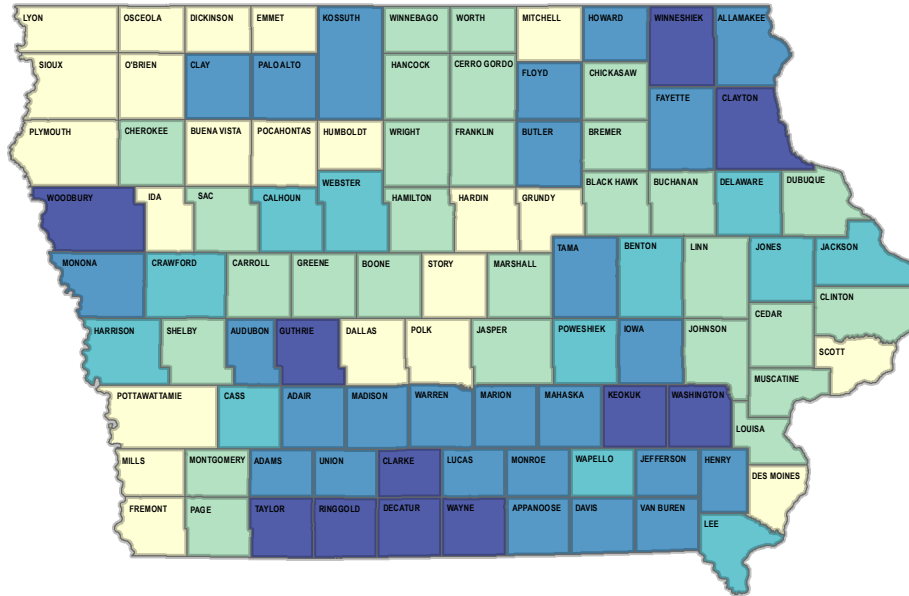 LYON
OSCEOLA
DICKINSON
EMMET
KOSSUTH
WINNEBAGO
WORTH
MITCHELL
HOWARD
WINNESHIEK
ALLAMAKEE
SIOUX
O'BRIEN
CLAY
PALO ALTO
HANCOCK
CERRO GORDO
FLOYD
CHICKASAW
FAYETTE
CLAYTON
PLYMOUTH
CHEROKEE
BUENA VISTA
POCAHONTAS
HUMBOLDT
WRIGHT
FRANKLIN
BUTLER
BREMER
WOODBURY
IDA
SAC
CALHOUN
WEBSTER
HAMILTON
HARDIN
GRUNDY
BLACK HAWK
BUCHANAN
DELAWARE
DUBUQUE
MONONA
CRAWFORD
CARROLL
GREENE
BOONE
STORY
MARSHALL
TAMA
BENTON
LINN
JONES
JACKSON
CLINTON
HARRISON
SHELBY
AUDUBON
GUTHRIE
DALLAS
POLK
JASPER
POWESHIEK
IOWA
JOHNSON
CEDAR
SCOTT
MUSCATINE
POTTAWATTAMIE
CASS
ADAIR
MADISON
WARREN
MARION
MAHASKA
KEOKUK
WASHINGTON
LOUISA
MILLS
MONTGOMERY
ADAMS
UNION
CLARKE
LUCAS
MONROE
WAPELLO
JEFFERSON
HENRY
DES MOINES
FREMONT
PAGE
TAYLOR
RINGGOLD
DECATUR
WAYNE
APPANOOSE
DAVIS
VAN BUREN
LEE